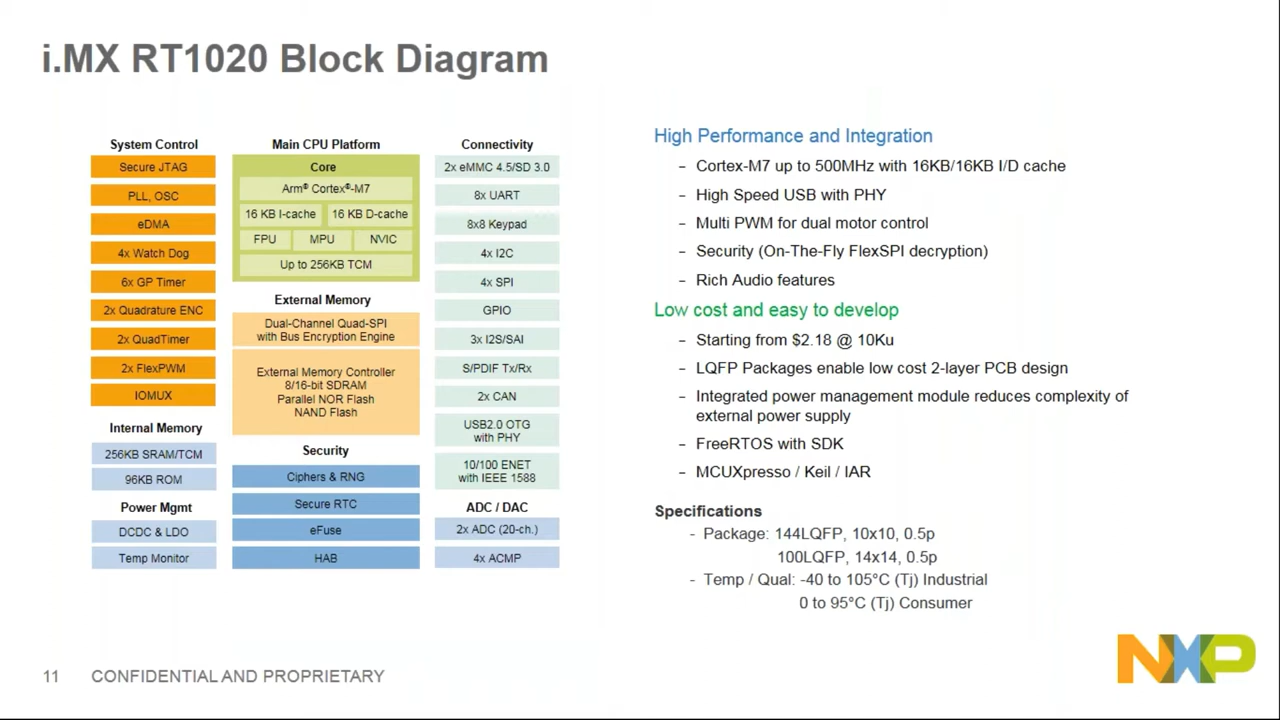 i.MX RT1020 Block Diagram
System Control
Secure JTAG
PLL, OSC
eDMA
4x Watch Dog
6x GP Timer
2x Quadrature ENC
2x QuadTimer
2x FlexPWM
IOMUX
Internal Memory
256KB SRAM/TCM
96KB ROM
Power Mgmt
DCDC & LDO
Temp Monitor
Main CPU Platform
Core
Arm® Cortex®-M7
16 KB I-cache
16 KB D-cache
FPU
MPU
NVIC
Up to 256KB TCM
External Memory
Dual-Channel Quad-SPI
with Bus Encryption Engine
External Memory Controller
8/16-bit SDRAM
Parallel NOR Flash
NAND Flash
Security
Ciphers & RNG
Secure RTC
eFuse
HAB
Connectivity
2x eMMC 4.5/SD 3.0
8x UART
8x8 Keypad
4x I2C
4x SPI
GPIO
3x I2S/SAI
S/PDIF Tx/Rx
2x CAN
USB2.0 OTG
with PHY
10/100 ENET
with IEEE 1588
ADC / DAC
2x ADC (20-ch.)
4x ACMP
High Performance and Integration
– Cortex-M7 up to 500MHz with 16KB/16KB I/D cache
– High Speed USB with PHY
– Multi PWM for dual motor control
– Security (On-The-Fly FlexSPI decryption)
– Rich Audio features
Low cost and easy to develop
– Starting from $2.18 @ 10Ku
– LQFP Packages enable low cost 2-layer PCB design
– Integrated power management module reduces complexity of
external power supply
– FreeRTOS with SDK
– MCUXpresso / Keil / IAR
Specifications
- Package: 144LQFP, 10x10, 0.5p
100LQFP, 14x14, 0.5p
- Temp / Qual: -40 to 105°C (Tj) Industrial
0 to 95°C (Tj) Consumer
11 CONFIDENTIAL AND PROPRIETARY
NXP